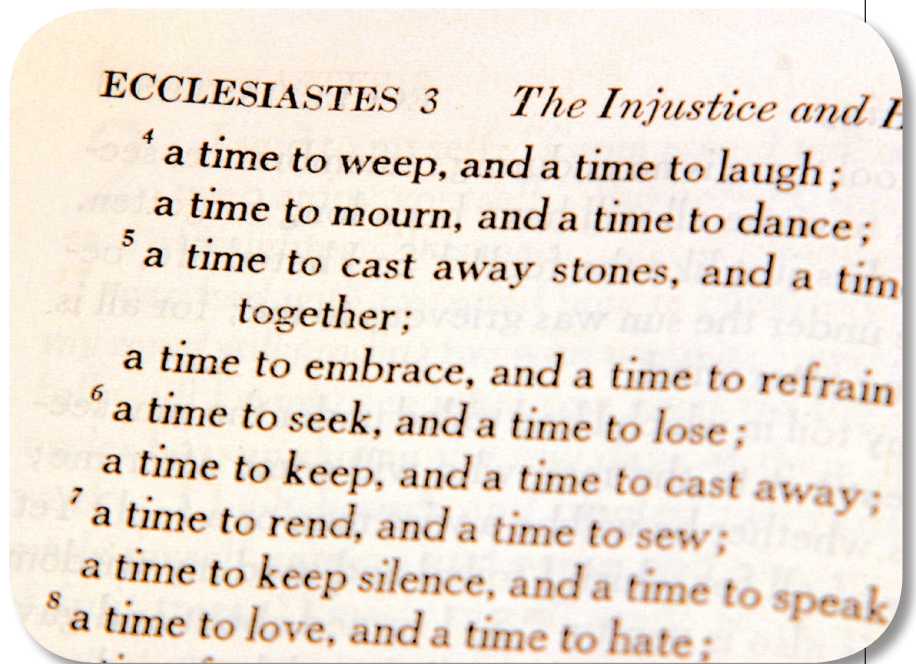 ECCLESIASTES 3 The Injustice and
4 a time to weep, and a time to laugh;
a time to mourn, and a time to dance;
5 a time to cast away stones, and a
together;
a time to embrace, and a time to refrain
6 a time to seek, and a time to lose;
a time to keep, and a time to cast away;
7 a time to rend, and a time to sew;
a time to keep silence, and a time to speak
8 a time to love, and a time to hate;